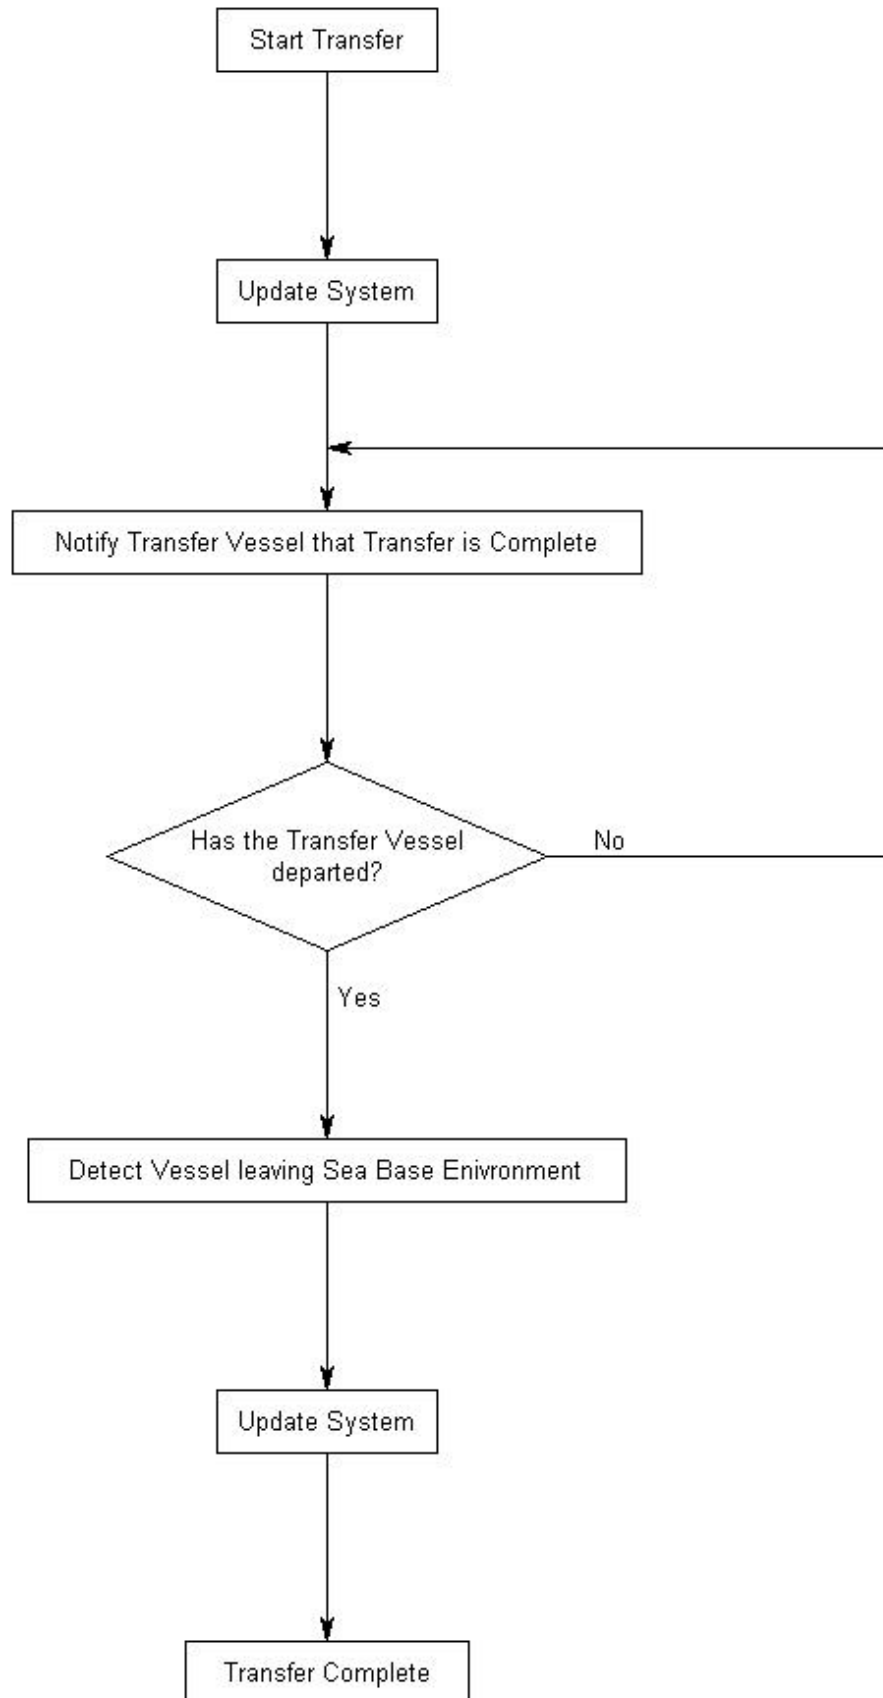 Start Transfer
Update System
Notify Transfer Vessel that Transfer is Complete
Has the Transfer Vessel
departed?
No
Yes
Detect Vessel leaving Sea Base Enivronment
Update System
Transfer Complete